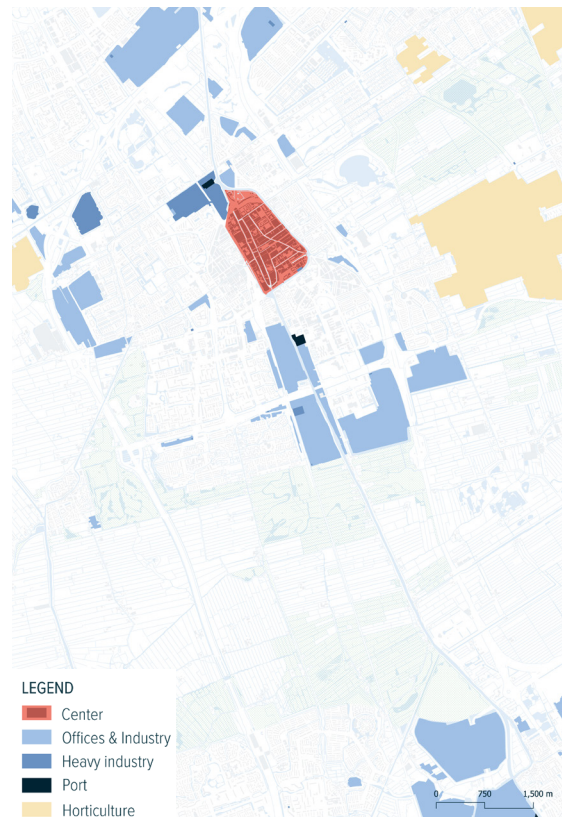 LEGEND
Center
Offices & Industry
Heavy industry
Port
Horticulture
0 750 1,500 m